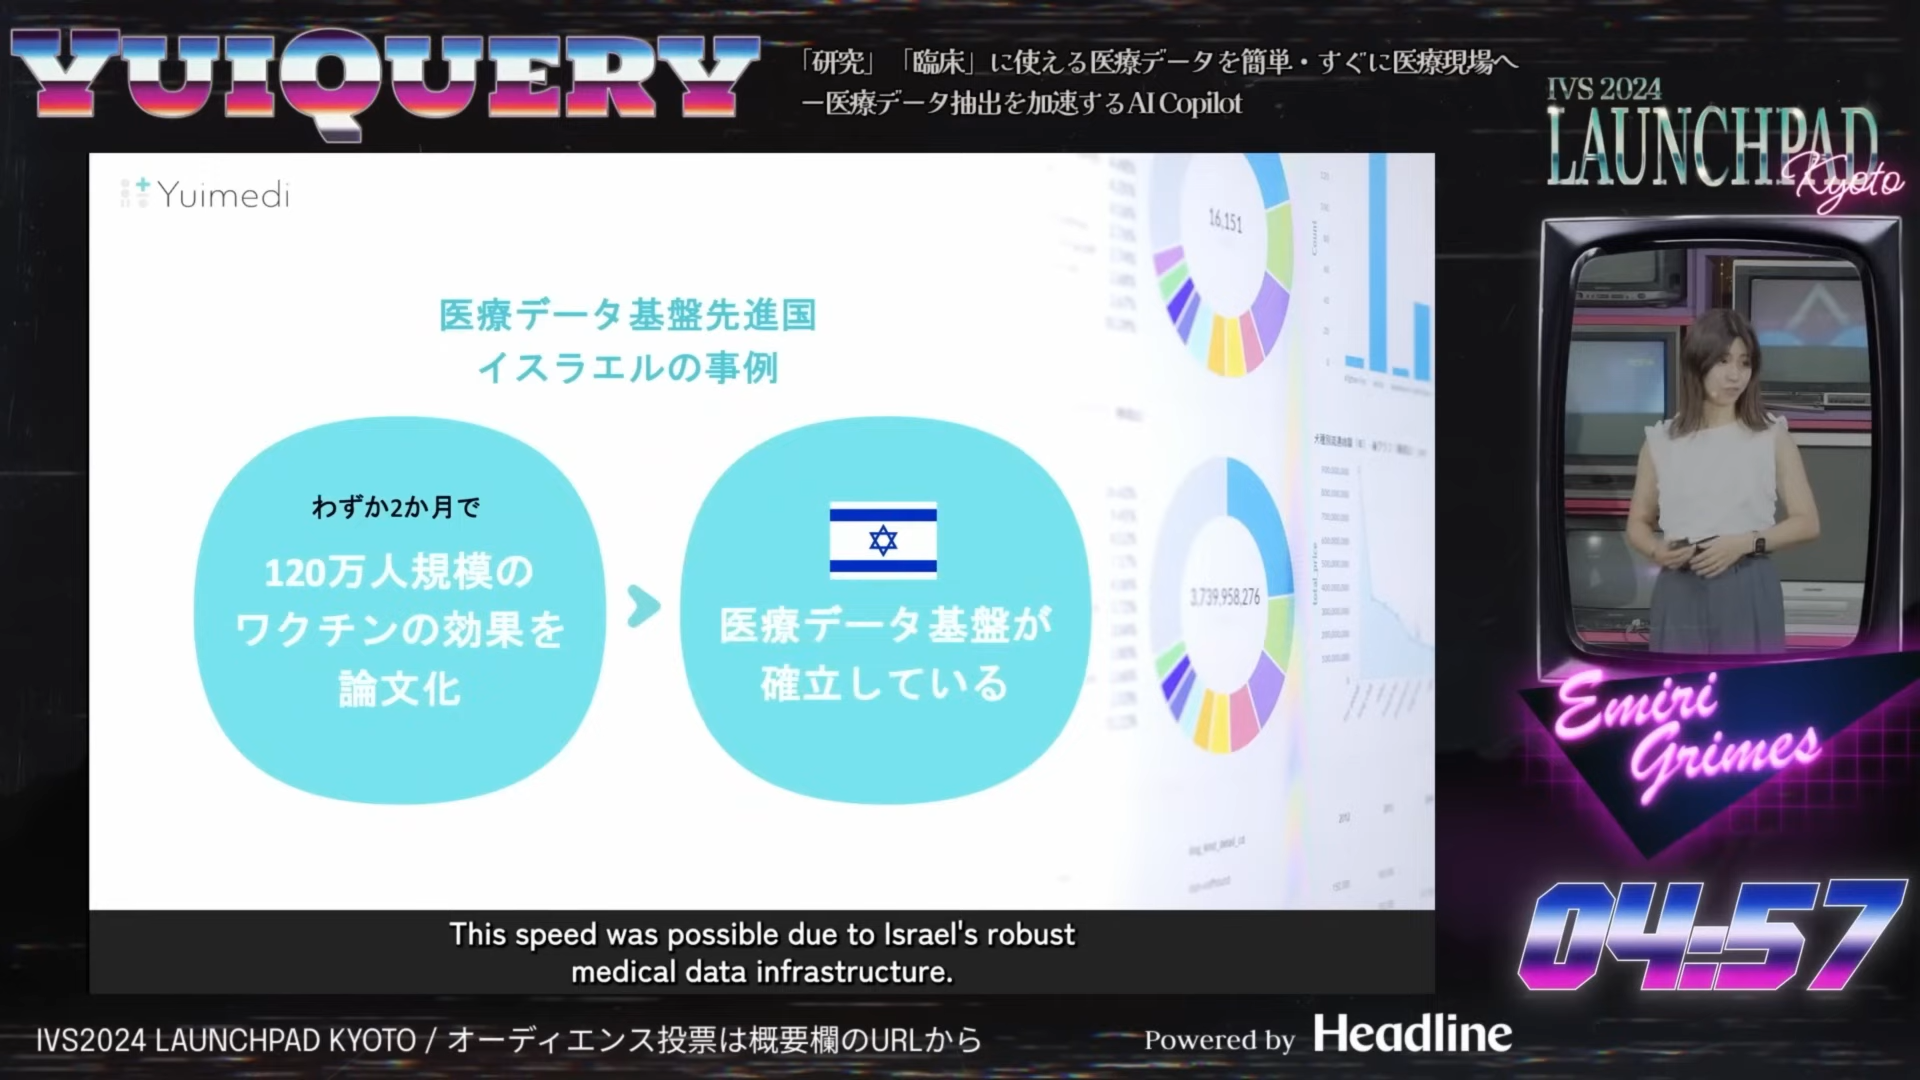 YUIQUERY
「研究」「臨床」に使える医療データを簡単・すぐに医療現場へ
ー医療データ抽出を加速するAI Copilot
IVS 2024
LAUNCHPAD
Kyoto
Yuimedi
医療データ基盤先進国
イスラエルの事例
わずか2か月で
120万人規模の
ワクチンの効果を
論文化
医療データ基盤が
確立している
16,151
Count
3,739,958,276
total_price
Emiri
Grimes
04:57
This speed was possible due to Israel's robust
medical data infrastructure.
IVS2024 LAUNCHPAD KYOTO / オーディエンス投票は概要欄のURLから
Powered by Headline